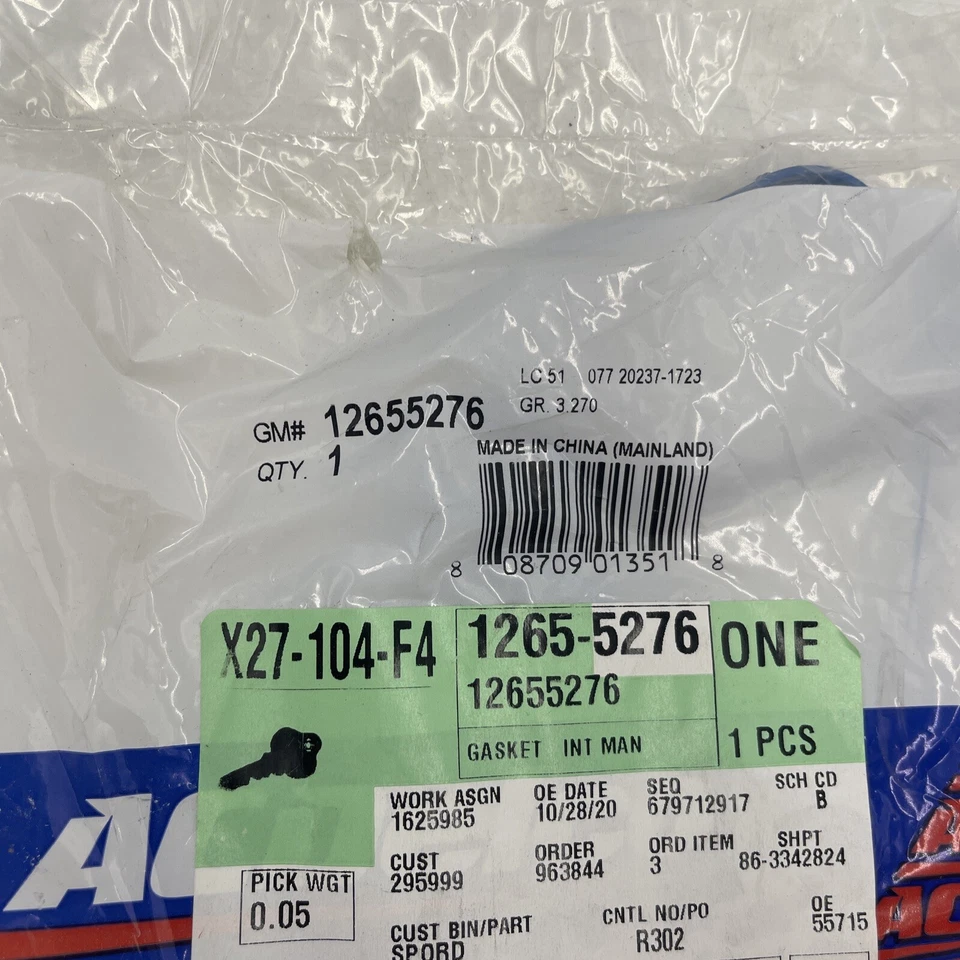 LC 51 077 20237-1723
GR. 3.270
GM# 12655276
QTY. 1
MADE IN CHINA (MAINLAND)
8 08709 01351 8
X27-104-F4
1265-5276
12655276
GASKET INT MAN
ONE
1 PCS
WORK ASGN
1625985
OE DATE
10/28/20
SEQ
679712917
SCH CD
B
CUST
295999
ORDER
963844
ORD ITEM
3
SHPT
86-3342824
PICK WGT
0.05
CUST BIN/PART
SPORD
CNTL NO/PO
R302
OE
55715